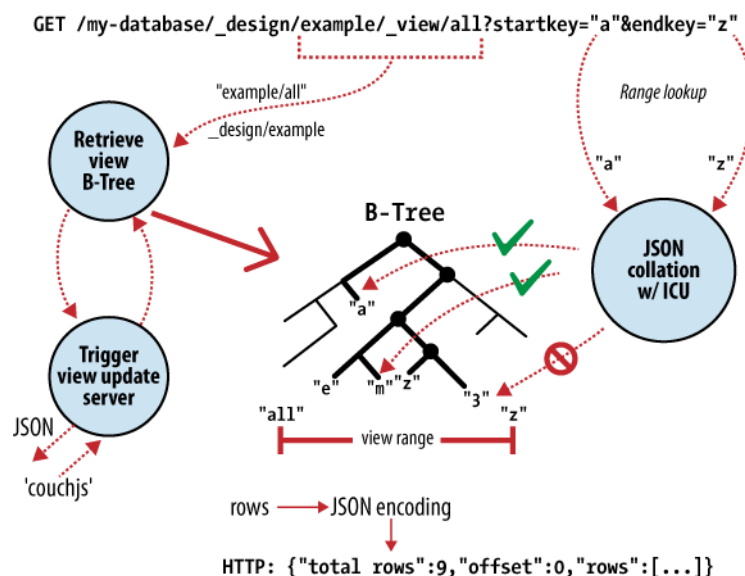 GET /my-database/_design/example/_view/all?startkey="a"&endkey="z"
"example/all"
_design/example
Range lookup
Retrieve
view
B-Tree
"a"
"z"
B-Tree
JSON
collation
w/ ICU
"a"
Trigger
view update
server
"e"
"m"
"z"
"3"
"all"
"z"
view range
JSON
'couchjs'
rows
JSON encoding
HTTP: {"total rows":9,"offset":0,"rows":[...]}